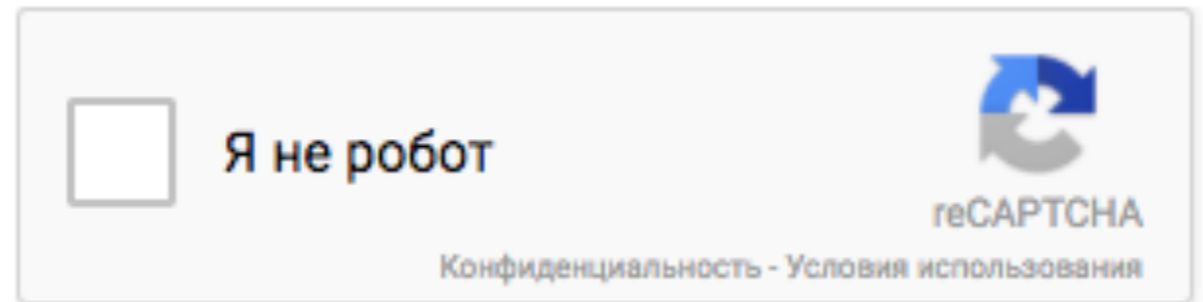 Я не робот
reCAPTCHA
Конфиденциальность - Условия использования